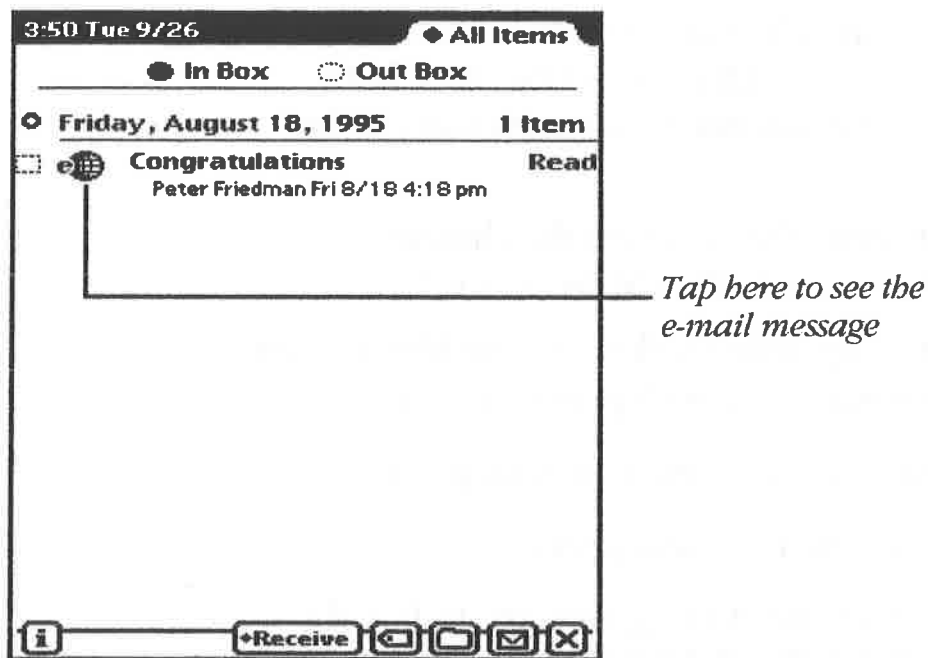 3:50 Tue 9/26 ◆ All Items
In Box Out Box
Friday, August 18, 1995 1 Item
e Congratulations Read
Peter Friedman Fri 8/18 4:18 pm
Tap here to see the
e-mail message
i ◆Receive X